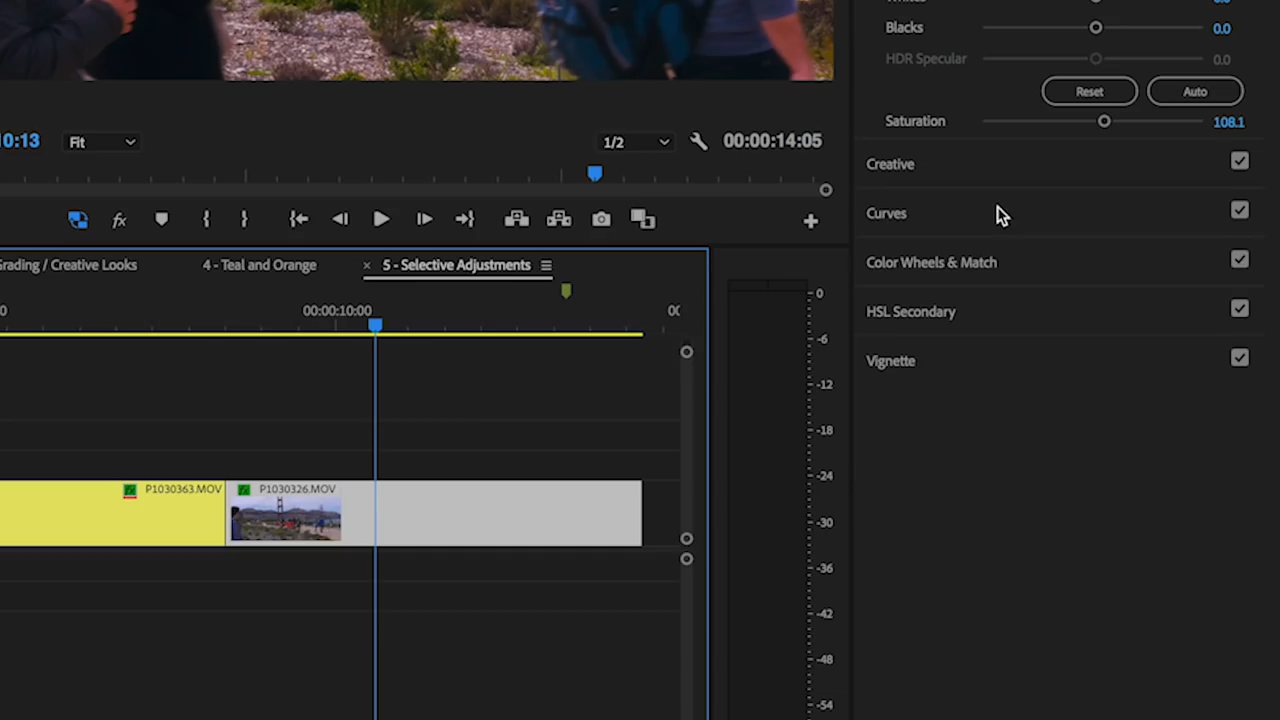 Blacks 0.0
HDR Specular 0.0
Reset Auto
Saturation 108.1
Creative
Curves
Color Wheels & Match
HSL Secondary
Vignette
0:13 Fit 1/2 00:00:14:05
fx
Grading / Creative Looks 4 - Teal and Orange × 5 - Selective Adjustments
00:00:10:00
P1030363.MOV P1030326.MOV
0
-6
-12
-18
-24
-30
-36
-42
-48
-54